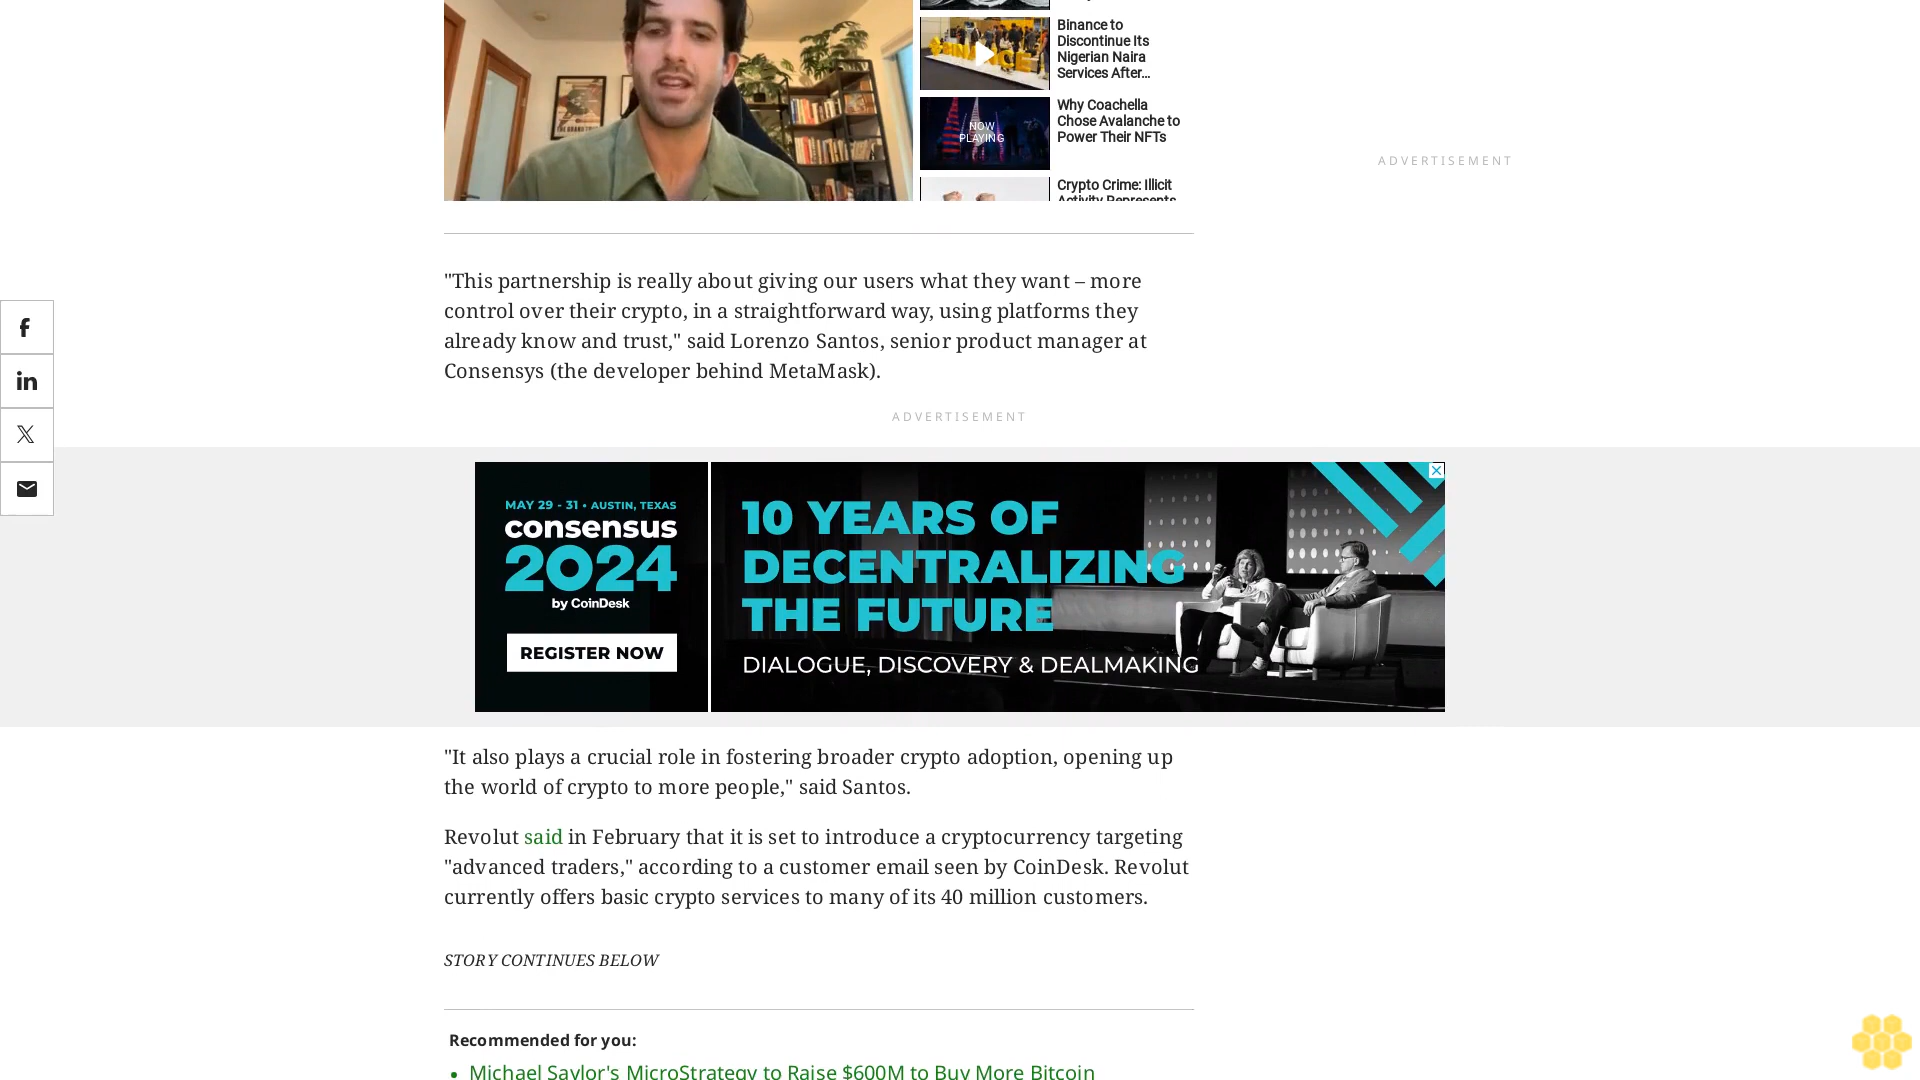 Binance to
Discontinue Its
Nigerian Naira
Services After...
NOW
PLAYING
Why Coachella
Chose Avalanche to
Power Their NFTs
Crypto Crime: Illicit
Activity Represents
ADVERTISEMENT
"This partnership is really about giving our users what they want – more
control over their crypto, in a straightforward way, using platforms they
already know and trust," said Lorenzo Santos, senior product manager at
Consensys (the developer behind MetaMask).
ADVERTISEMENT
MAY 29 - 31 • AUSTIN, TEXAS
consensus
2024
by CoinDesk
REGISTER NOW
10 YEARS OF
DECENTRALIZING
THE FUTURE
DIALOGUE, DISCOVERY & DEALMAKING
"It also plays a crucial role in fostering broader crypto adoption, opening up
the world of crypto to more people," said Santos.
Revolut said in February that it is set to introduce a cryptocurrency targeting
"advanced traders," according to a customer email seen by CoinDesk. Revolut
currently offers basic crypto services to many of its 40 million customers.
STORY CONTINUES BELOW
Recommended for you:
• Michael Saylor's MicroStrategy to Raise $600M to Buy More Bitcoin